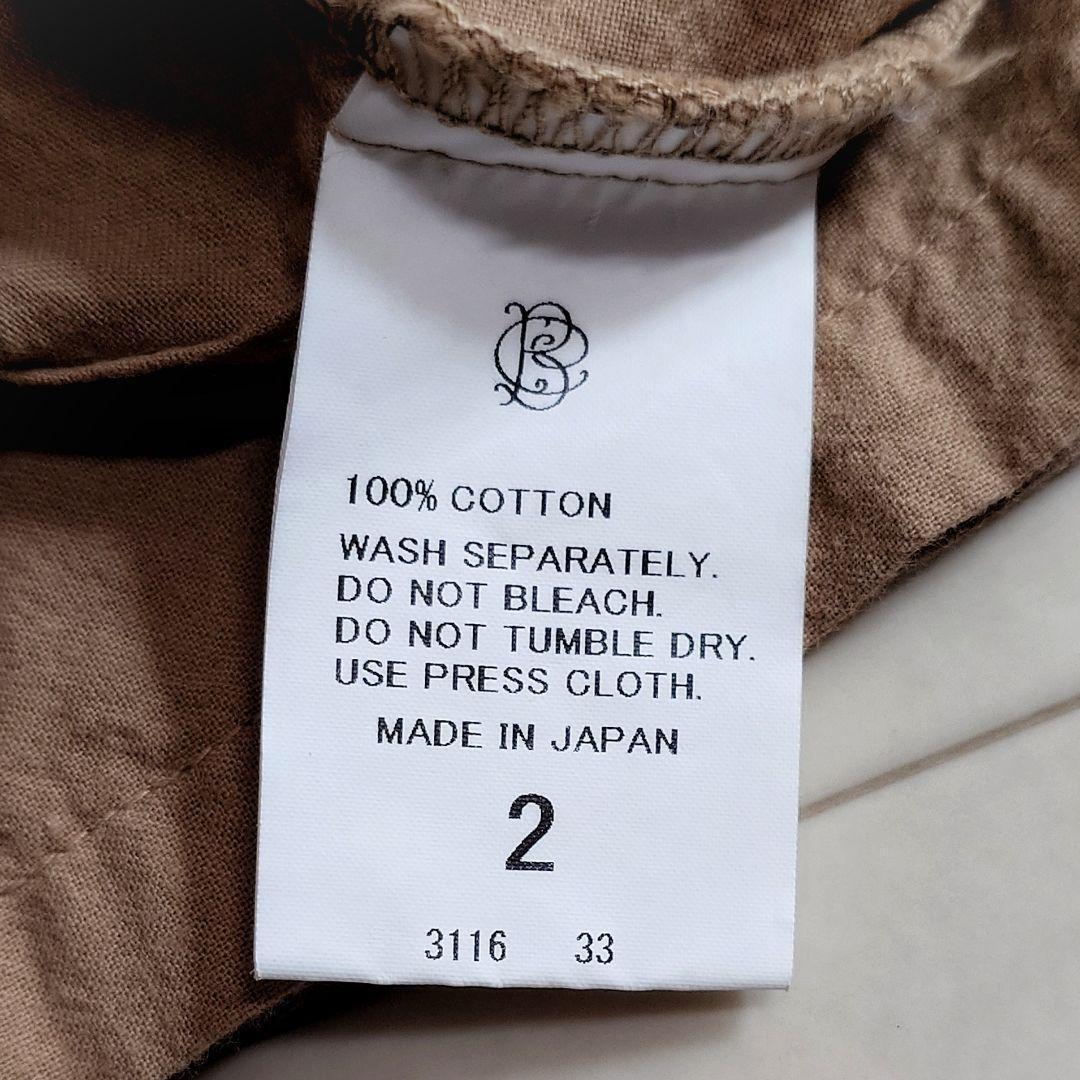 100% COTTON
WASH SEPARATELY.
DO NOT BLEACH.
DO NOT TUMBLE DRY.
USE PRESS CLOTH.
MADE IN JAPAN
2
3116 33